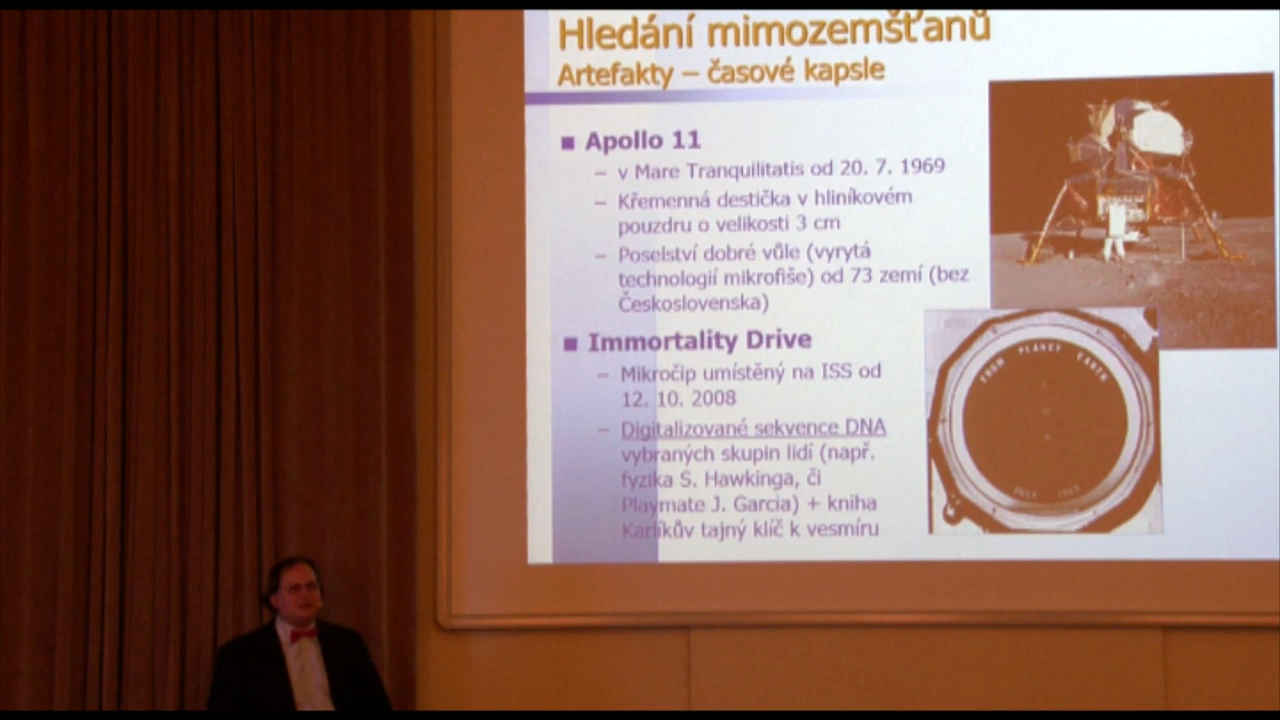 Hledání mimozemšťanů
Artefakty – časové kapsle
■ Apollo 11
– v Mare Tranquilitatis od 20. 7. 1969
– Křemenná destička v hliníkovém
pouzdru o velikosti 3 cm
– Poselství dobré vůle (vyrytá
technologií mikrofiše) od 73 zemí (bez
Československa)
■ Immortality Drive
– Mikročip umístěný na ISS od
12. 10. 2008
– Digitalizované sekvence DNA
vybraných skupin lidí (např.
fyzika S. Hawkinga, či
Playmate J. Garcia) + kniha
Karlíkův tajný klíč k vesmíru
FROM PLANET EARTH
JULY 1969